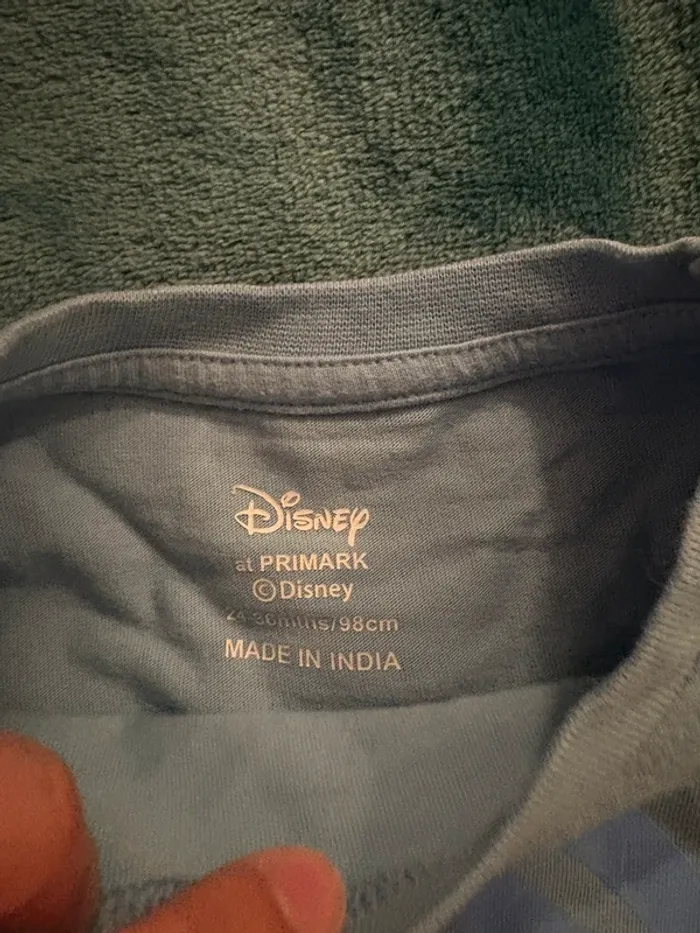 Disney
at PRIMARK
©Disney
24-36mths/98cm
MADE IN INDIA